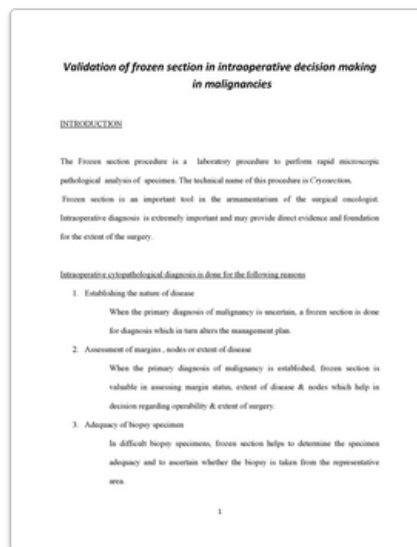 Validation of frozen section in intraoperative decision making
in malignancies
INTRODUCTION
The Frozen section procedure is a laboratory procedure to perform rapid microscopic
pathological analysis of specimen. The technical name of this procedure is Cryosection.
Frozen section is an important tool in the armamentarium of the surgical oncologist.
Intraoperative diagnosis is extremely important and may provide direct evidence and foundation
for the extent of the surgery.
Intraoperative cytopathological diagnosis is done for the following reasons
1. Establishing the nature of disease
When the primary diagnosis of malignancy is uncertain, a frozen section is done
for diagnosis which in turn alters the management plan.
2. Assessment of margins , nodes or extent of disease
When the primary diagnosis of malignancy is established, frozen section is
valuable in assessing margin status, extent of disease & nodes which help in
decision regarding operability & extent of surgery.
3. Adequacy of biopsy specimen
In difficult biopsy specimens, frozen section helps to determine the specimen
adequacy and to ascertain whether the biopsy is taken from the representative
area.
1